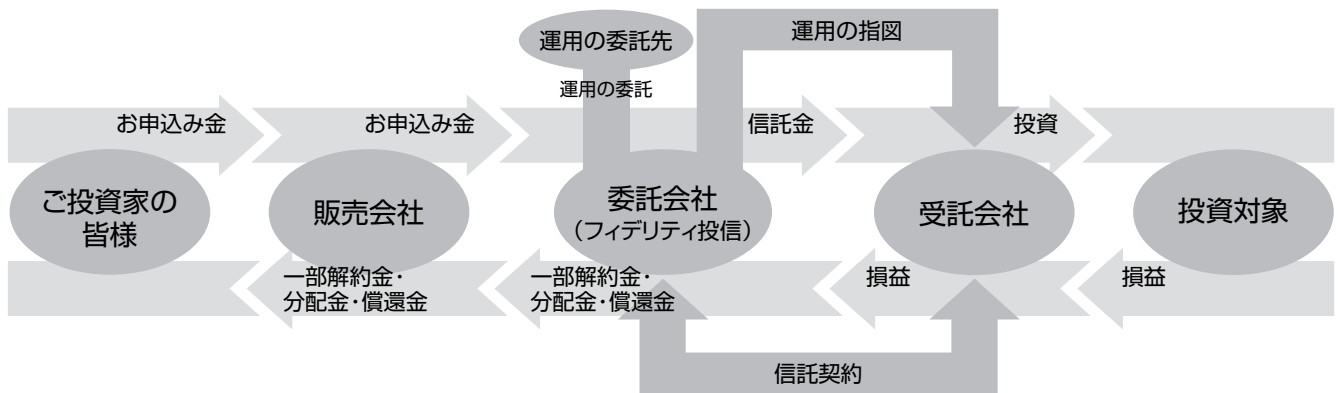 運用の委託先
運用の指図
運用の委託
お申込み金
お申込み金
信託金
投資
ご投資家の
皆様
販売会社
委託会社
（フィデリティ投信）
受託会社
投資対象
一部解約金・
分配金・償還金
一部解約金・
分配金・償還金
損益
損益
信託契約